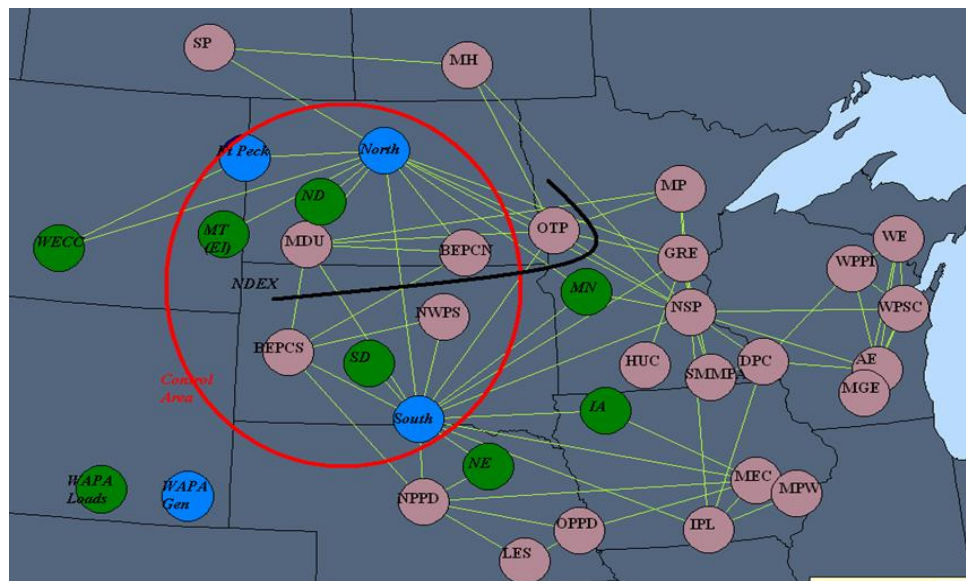 SP
MH
Ft Peck
North
MP
ND
WECC
MT
(EI)
MDU
BEPCN
OTP
GRE
WE
WPPI
NDEX
MN
WPSC
NWPS
NSP
BEPCS
SD
HUC
SMMPA
DPC
AE
MGE
Control
Area
South
IA
WAPA
Loads
WAPA
Gen
NE
NPPD
MEC
MPW
OPPD
IPL
LES